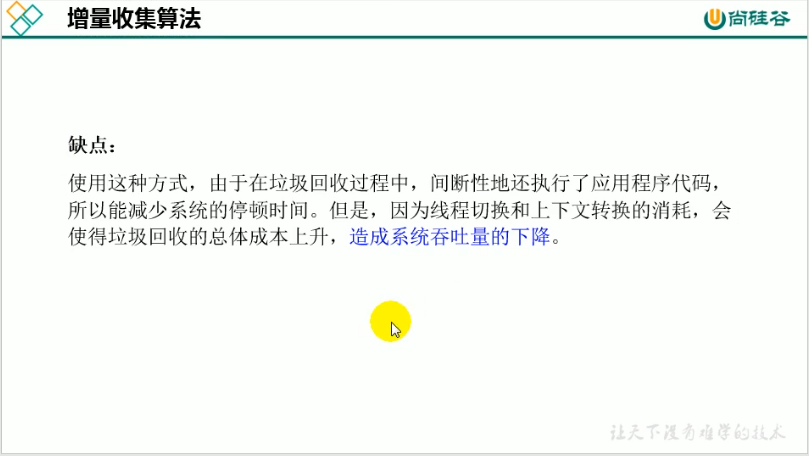 增量收集算法
尚硅谷
缺点：
使用这种方式，由于在垃圾回收过程中，间断性地还执行了应用程序代码，
所以能减少系统的停顿时间。但是，因为线程切换和上下文转换的消耗，会
使得垃圾回收的总体成本上升，造成系统吞吐量的下降。
让天下没有难学的技术